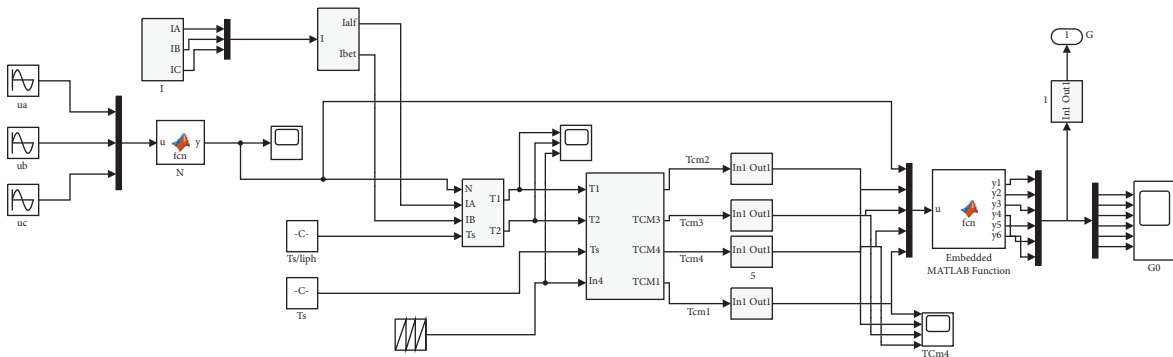 IA
IB
IC
I
I
Ialf
Ibet
ua
ub
uc
u
y
fcn
N
N
IA
IB
Ts
T1
T2
-C-
Ts/liph
-C-
Ts
T1
T2
Ts
In4
TCM3
TCM4
TCM1
Tcm2
Tcm3
Tcm4
Tcm1
In1 Out1
In1 Out1
In1 Out1
5
In1 Out1
TCm4
u
fcn
y1
y2
y3
y4
y5
y6
Embedded
MATLAB Function
1
G
In1 Out1
1
G0